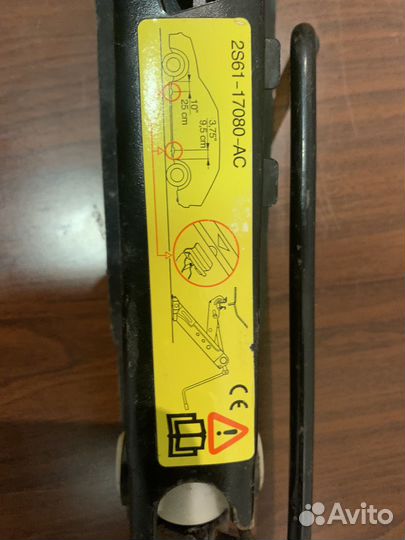 2S61-17080-AC
10"
25 cm
3,75"
9,5 cm
CE
Avito